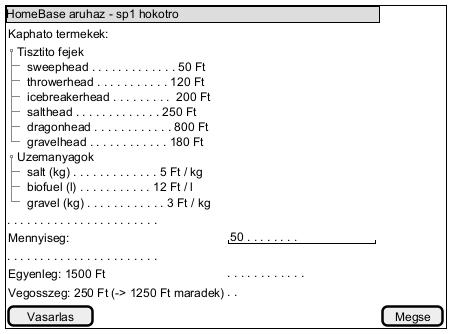 HomeBase aruhaz - sp1 hokotro
Kaphato termekek:
Tisztito fejek
sweephead . . . . . . . . . . . . . 50 Ft
throwerhead . . . . . . . . . . . 120 Ft
icebreakerhead . . . . . . . . . 200 Ft
salthead . . . . . . . . . . . . . 250 Ft
dragonhead . . . . . . . . . . . . 800 Ft
gravelhead . . . . . . . . . . . 180 Ft
Uzemanyagok
salt (kg) . . . . . . . . . . . . . 5 Ft / kg
biofuel (l) . . . . . . . . . . . 12 Ft / l
gravel (kg) . . . . . . . . . . . . 3 Ft / kg
. . . . . . . . . . . . . . . . . . . . . . .
Mennyiseg: 50 . . . . . . . .
. . . . . . . . . . . . . . . . . . . . . . .
Egyenleg: 1500 Ft . . . . . . . . . . . .
Vegosszeg: 250 Ft (-> 1250 Ft maradek) . .
Vasarlas Megse